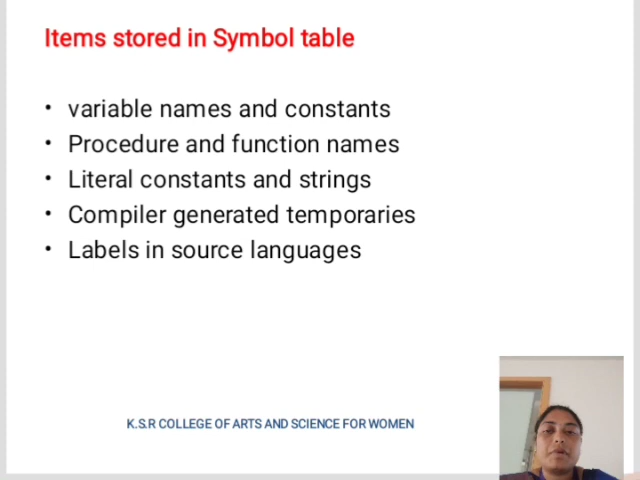 Items stored in Symbol table
• variable names and constants
• Procedure and function names
• Literal constants and strings
• Compiler generated temporaries
• Labels in source languages
K.S.R COLLEGE OF ARTS AND SCIENCE FOR WOMEN